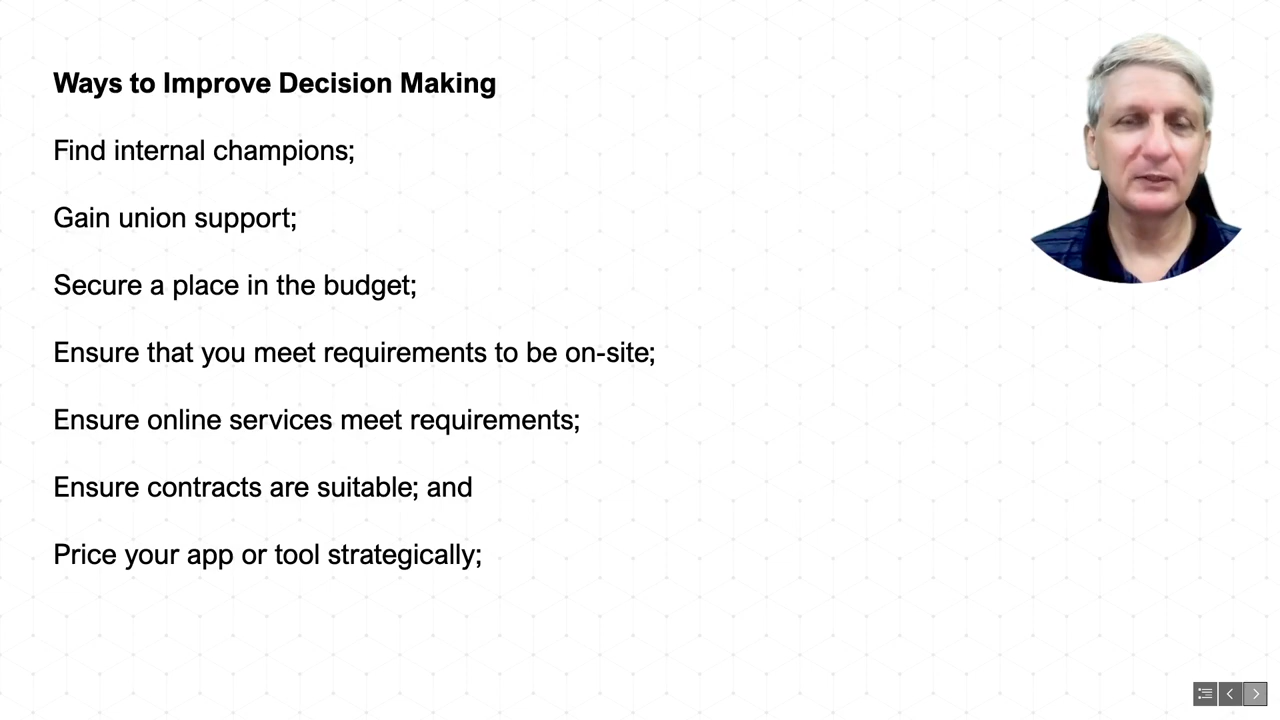 Ways to Improve Decision Making
Find internal champions;
Gain union support;
Secure a place in the budget;
Ensure that you meet requirements to be on-site;
Ensure online services meet requirements;
Ensure contracts are suitable; and
Price your app or tool strategically;